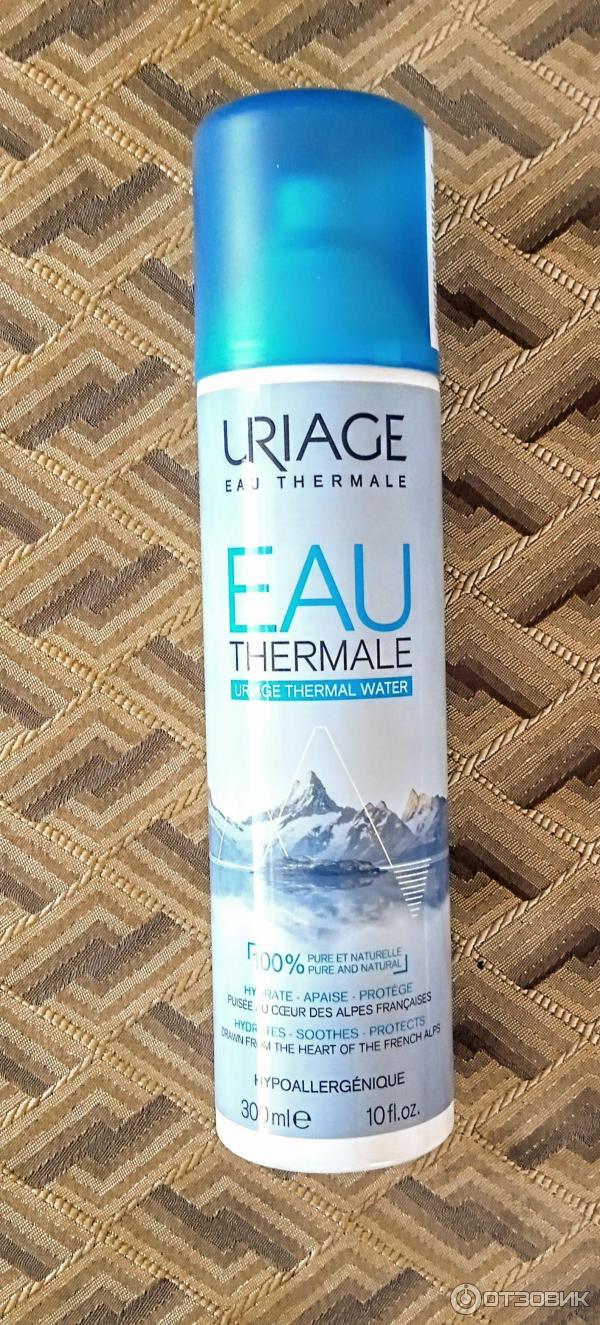 URIAGE
EAU THERMALE
EAU
THERMALE
URIAGE THERMAL WATER
100% PURE ET NATURELLE
PURE AND NATURAL
HYDRATE - APAISE - PROTÈGE
PUISÉE AU CŒUR DES ALPES FRANÇAISES
HYDRATES - SOOTHES - PROTECTS
DRAWN FROM THE HEART OF THE FRENCH ALPS
HYPOALLERGÉNIQUE
300 ml e 10 fl.oz.
ОТЗОВИК